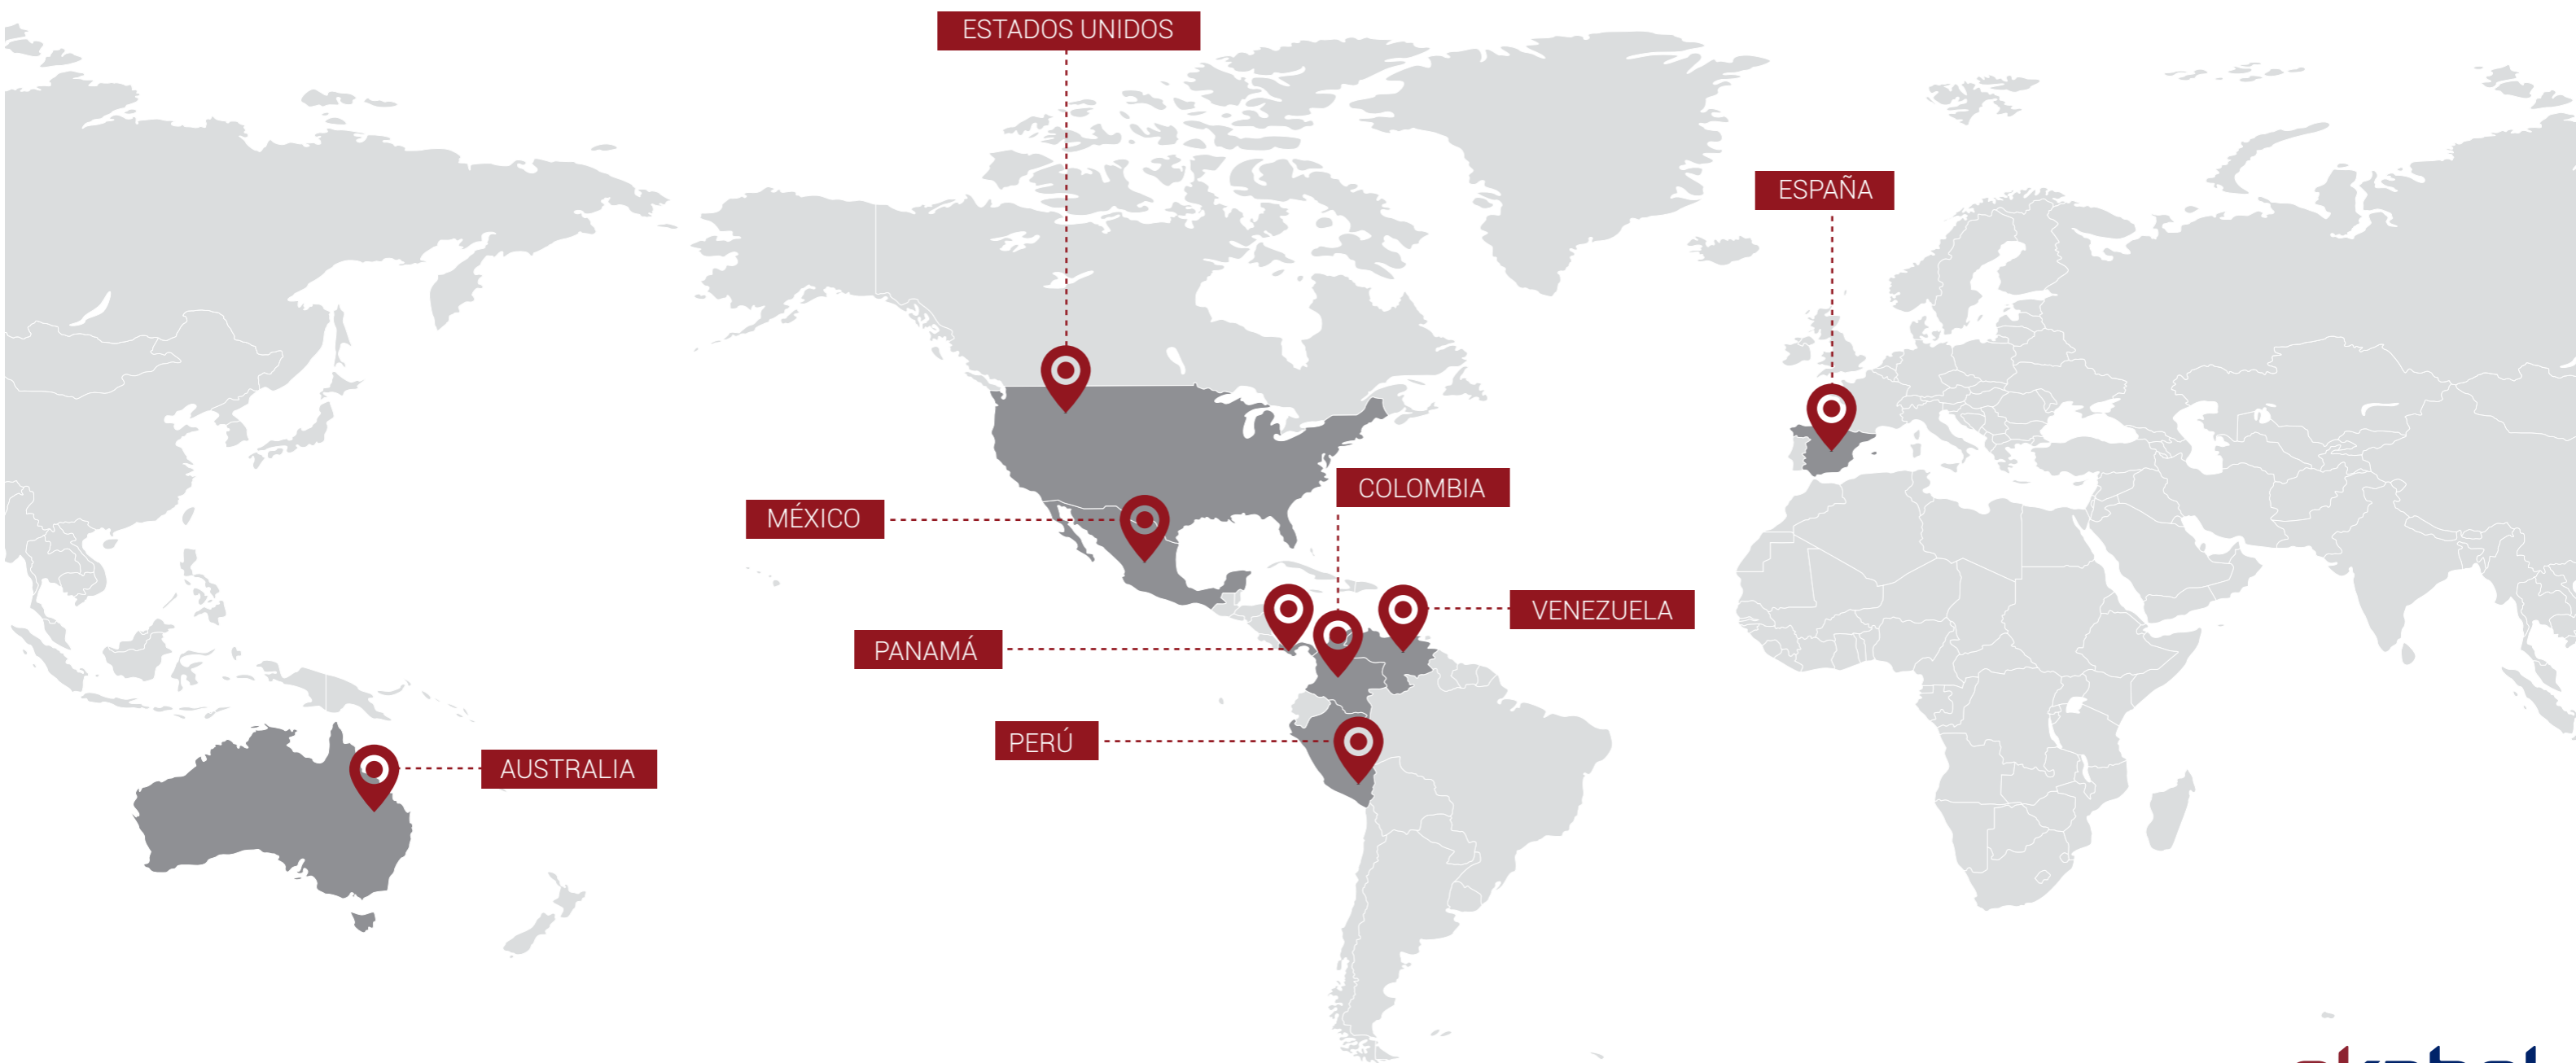 ESTADOS UNIDOS
ESPAÑA
COLOMBIA
MÉXICO
VENEZUELA
PANAMÁ
PERÚ
AUSTRALIA